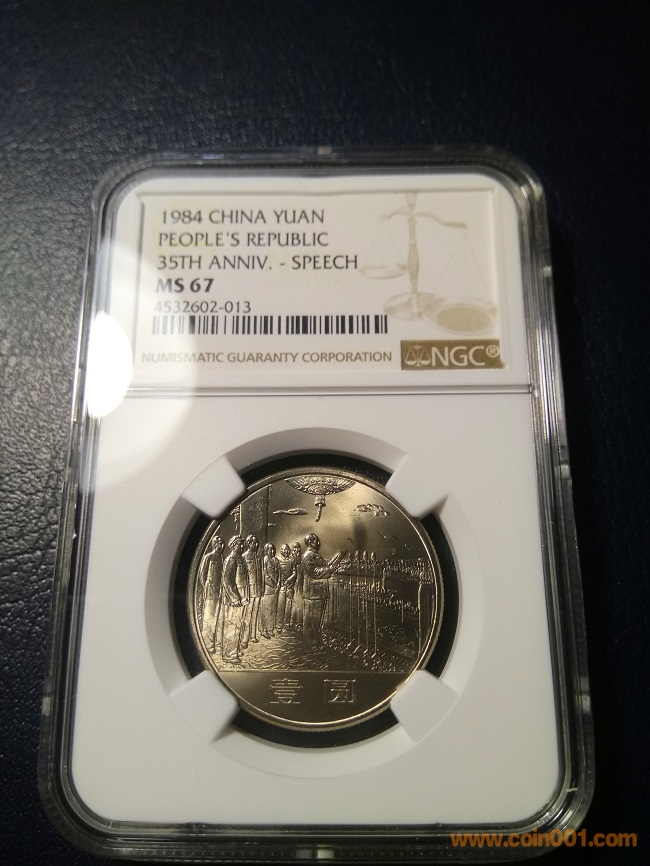 1984 CHINA YUAN
PEOPLE'S REPUBLIC
35TH ANNIV. - SPEECH
MS 67
4532602-013
NUMISMATIC GUARANTY CORPORATION
NGC®
壹圆
www.coin001.com